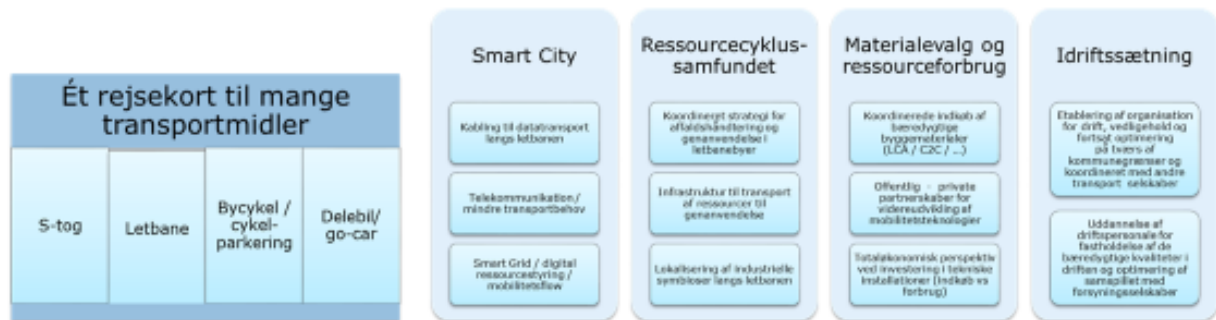 Ét rejsekort til mange
transportmidler
S-tog
Letbane
Bycykel /
cykel-
parkering
Delebil/
go-car
Smart City
Kabling til datatransport
langs letbanen
Telekommunikation/
mindre transportbehov
Smart Grid / digital
ressourcestyring /
mobilitetsflow
Ressourcecyklus-
samfundet
Koordineret strategi for
affaldshåndtering og
genanvendelse i
letbanebyer
Infrastruktur til transport
af ressourcer til
genanvendelse
Lokalisering af industrielle
symbioser langs letbanen
Materialevalg og
ressourceforbrug
Koordinerede indkøb af
bæredygtige
byggematerialer
(LCA / C2C / ...)
Offentlig - private
partnerskaber for
videreudvikling af
mobilitetsteknologier
Totaløkonomisk perspektiv
ved investering i tekniske
installationer (indkøb vs
forbrug)
Idriftssætning
Etablering af organisation
for drift, vedligehold og
fortsat optimering
på tværs af
kommunegrænser og
koordineret med andre
transport selskaber
Uddannelse af
driftspersonale for
fastholdelse af de
bæredygtige kvaliteter i
driften og optimering af
samspillet med
forsyningsselskaber